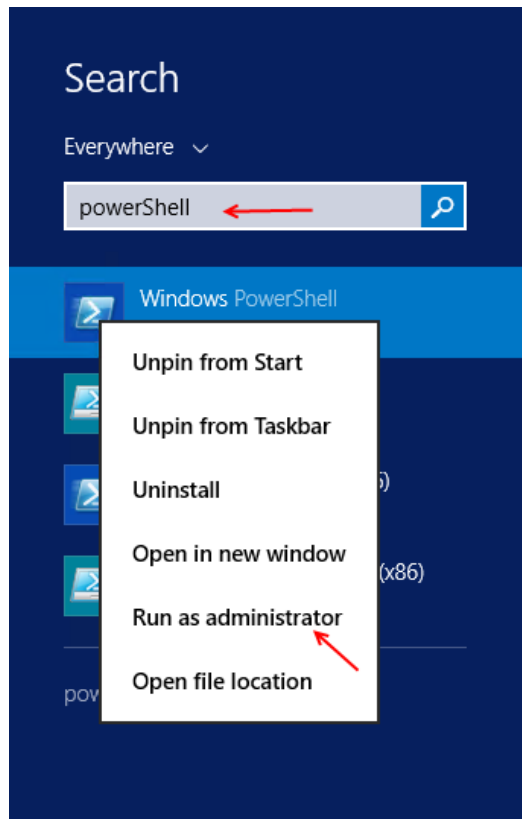 Search
Everywhere
powerShell
Windows PowerShell
Unpin from Start
Unpin from Taskbar
Uninstall
Open in new window
(x86)
Run as administrator
Open file location